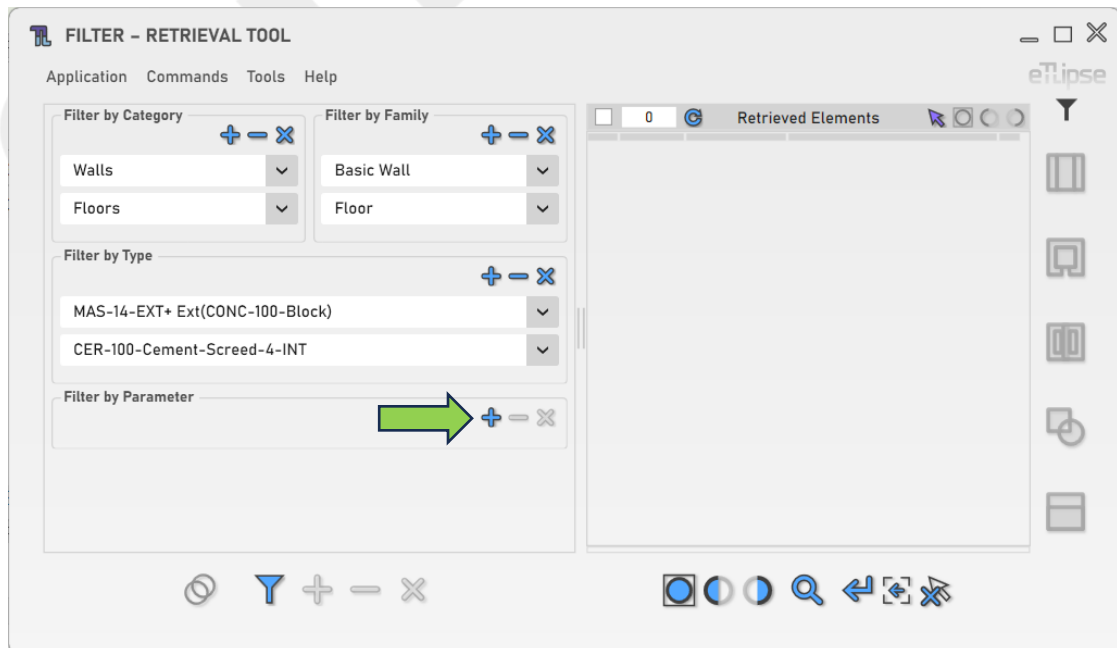 FILTER – RETRIEVAL TOOL
Application Commands Tools Help
eTLipse
Filter by Category
Filter by Family
Walls
Basic Wall
Floors
Floor
Filter by Type
MAS-14-EXT+ Ext(CONC-100-Block)
CER-100-Cement-Screed-4-INT
Filter by Parameter
0 Retrieved Elements